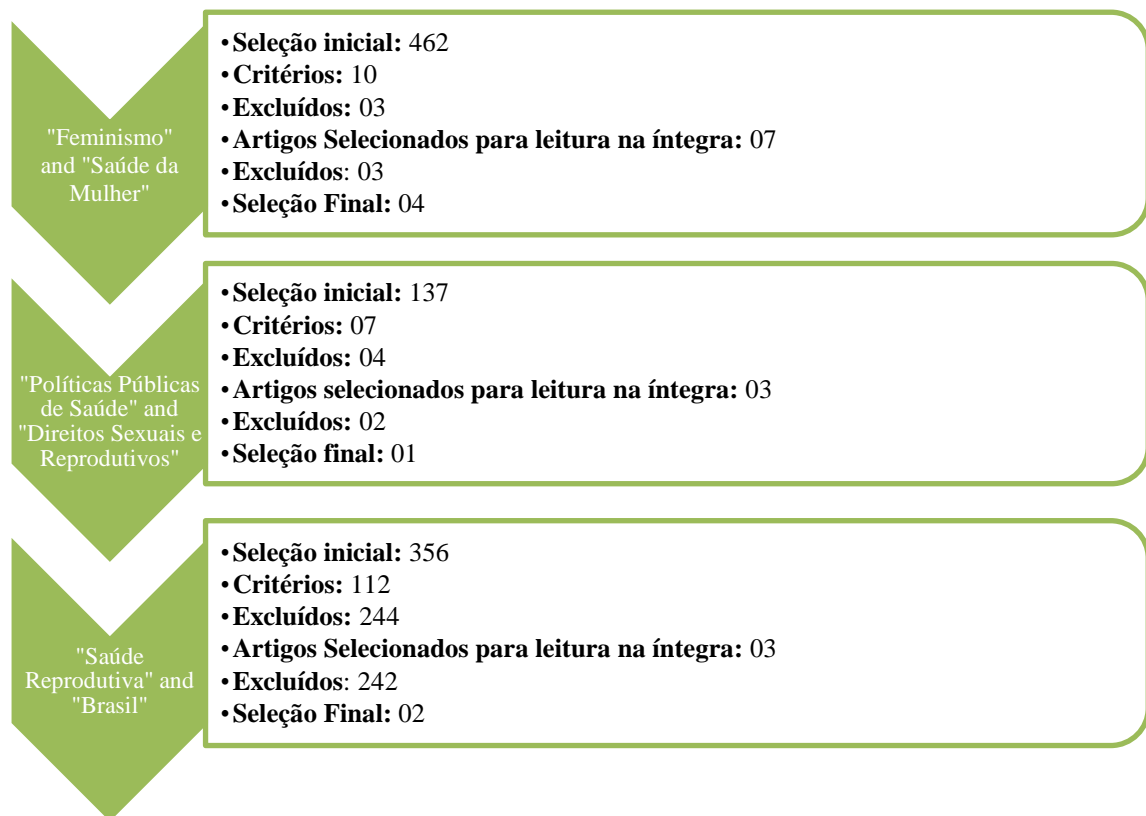 "Feminismo"
and "Saúde da
Mulher"
•Seleção inicial: 462
•Critérios: 10
•Excluídos: 03
•Artigos Selecionados para leitura na íntegra: 07
•Excluídos: 03
•Seleção Final: 04
"Políticas Públicas
de Saúde" and
"Direitos Sexuais e
Reprodutivos"
•Seleção inicial: 137
•Critérios: 07
•Excluídos: 04
•Artigos selecionados para leitura na íntegra: 03
•Excluídos: 02
•Seleção final: 01
"Saúde
Reprodutiva" and
"Brasil"
•Seleção inicial: 356
•Critérios: 112
•Excluídos: 244
•Artigos Selecionados para leitura na íntegra: 03
•Excluídos: 242
•Seleção Final: 02